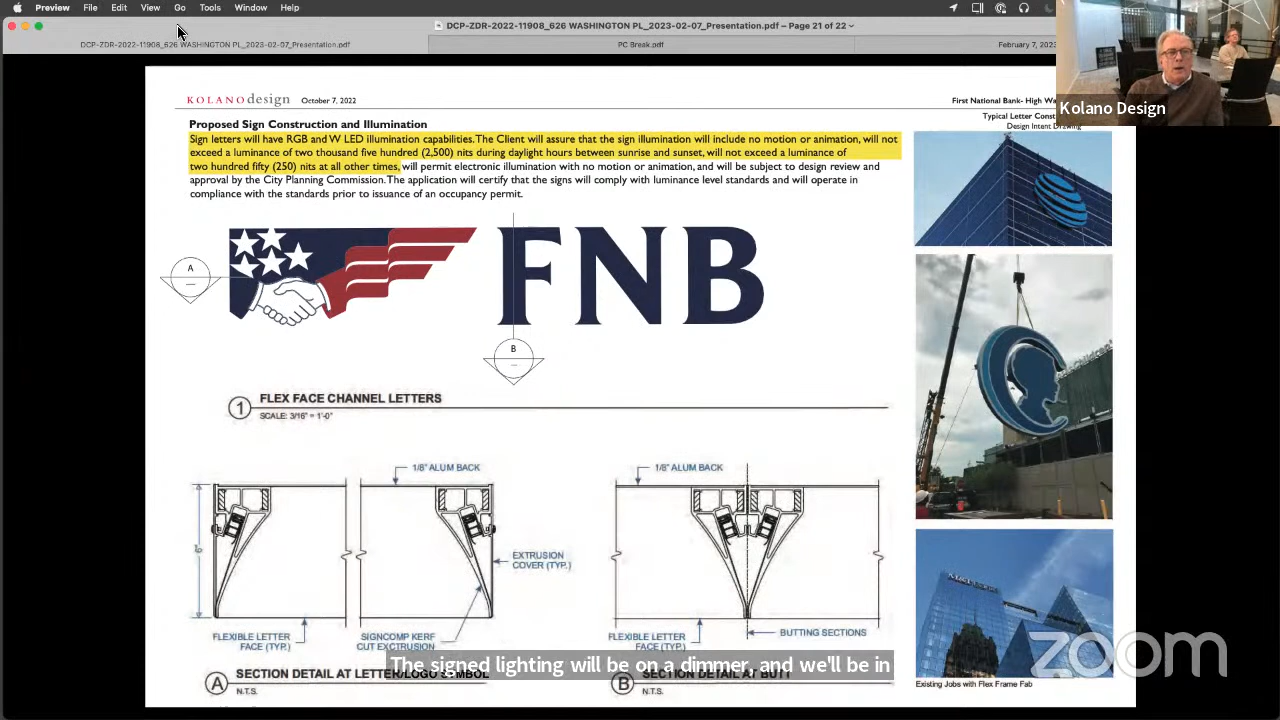 Preview File Edit View Go Tools Window Help
DCP-ZDR-2022-11908_626 WASHINGTON PL_2023-02-07_Presentation.pdf – Page 21 of 22
DCP-ZDR-2022-11908_626 WASHINGTON PL_2023-02-07_Presentation.pdf
PC Break.pdf
February 7, 2023
Kolano Design
KOLANO design October 7, 2022
First National Bank- High Wa
Typical Letter Const
Design Intent Drawing
Proposed Sign Construction and Illumination
Sign letters will have RGB and W LED illumination capabilities. The Client will assure that the sign illumination will include no motion or animation, will not
exceed a luminance of two thousand five hundred (2,500) nits during daylight hours between sunrise and sunset, will not exceed a luminance of
two hundred fifty (250) nits at all other times, will permit electronic illumination with no motion or animation, and will be subject to design review and
approval by the City Planning Commission. The application will certify that the signs will comply with luminance level standards and will operate in
compliance with the standards prior to issuance of an occupancy permit.
A
FNB
B
1 FLEX FACE CHANNEL LETTERS
SCALE: 3/16" = 1'-0"
1/8" ALUM BACK
1/8" ALUM BACK
6"
EXTRUSION
COVER (TYP.)
FLEXIBLE LETTER
FACE (TYP.)
SIGNCOMP KERF
CUT EXCTRUSION
FLEXIBLE LETTER
FACE (TYP.)
BUTTING SECTIONS
The signed lighting will be on a dimmer, and we'll be in
A SECTION DETAIL AT LETTER/LOGO SYMBOL
N.T.S.
B SECTION DETAIL AT BUTT
N.T.S.
Existing Jobs with Flex Frame Fab
zoom